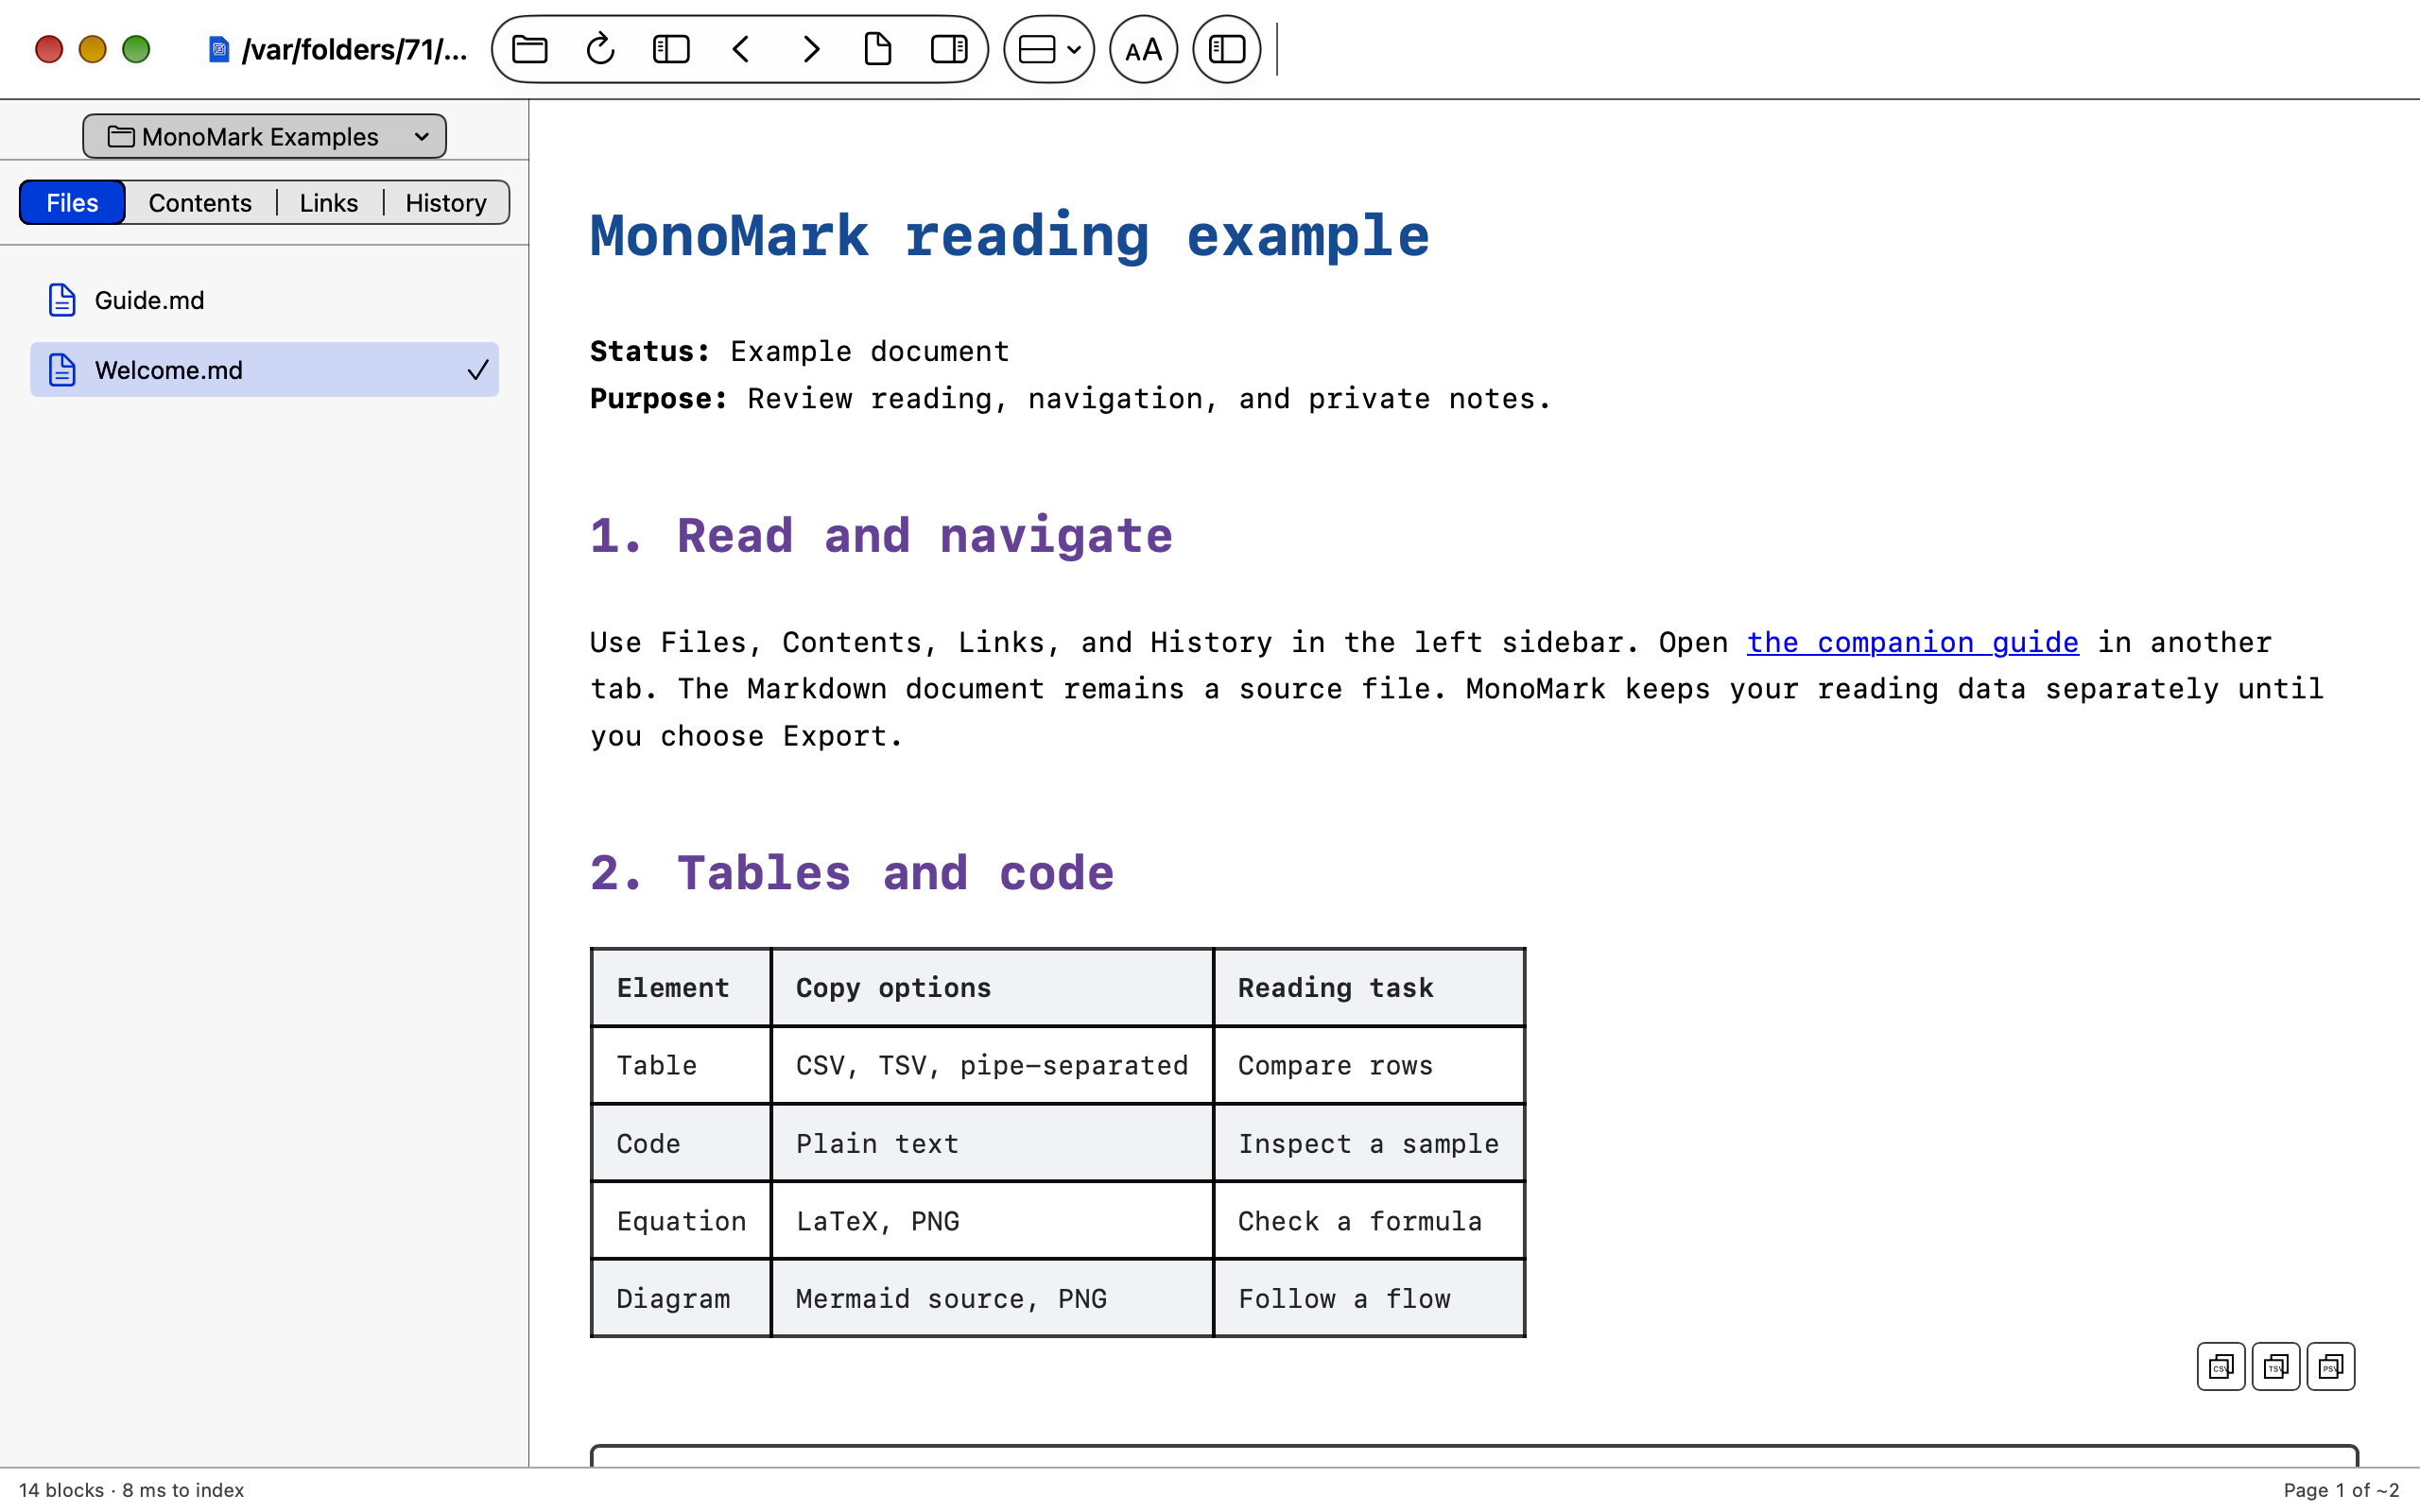 /var/folders/71/...
AA
MonoMark Examples
Files Contents Links History
Guide.md
Welcome.md
MonoMark reading example
Status: Example document
Purpose: Review reading, navigation, and private notes.
1. Read and navigate
Use Files, Contents, Links, and History in the left sidebar. Open the companion guide in another
tab. The Markdown document remains a source file. MonoMark keeps your reading data separately until
you choose Export.
2. Tables and code
Element Copy options Reading task
Table CSV, TSV, pipe-separated Compare rows
Code Plain text Inspect a sample
Equation LaTeX, PNG Check a formula
Diagram Mermaid source, PNG Follow a flow
CSV TSV PSV
14 blocks · 8 ms to index
Page 1 of ~2